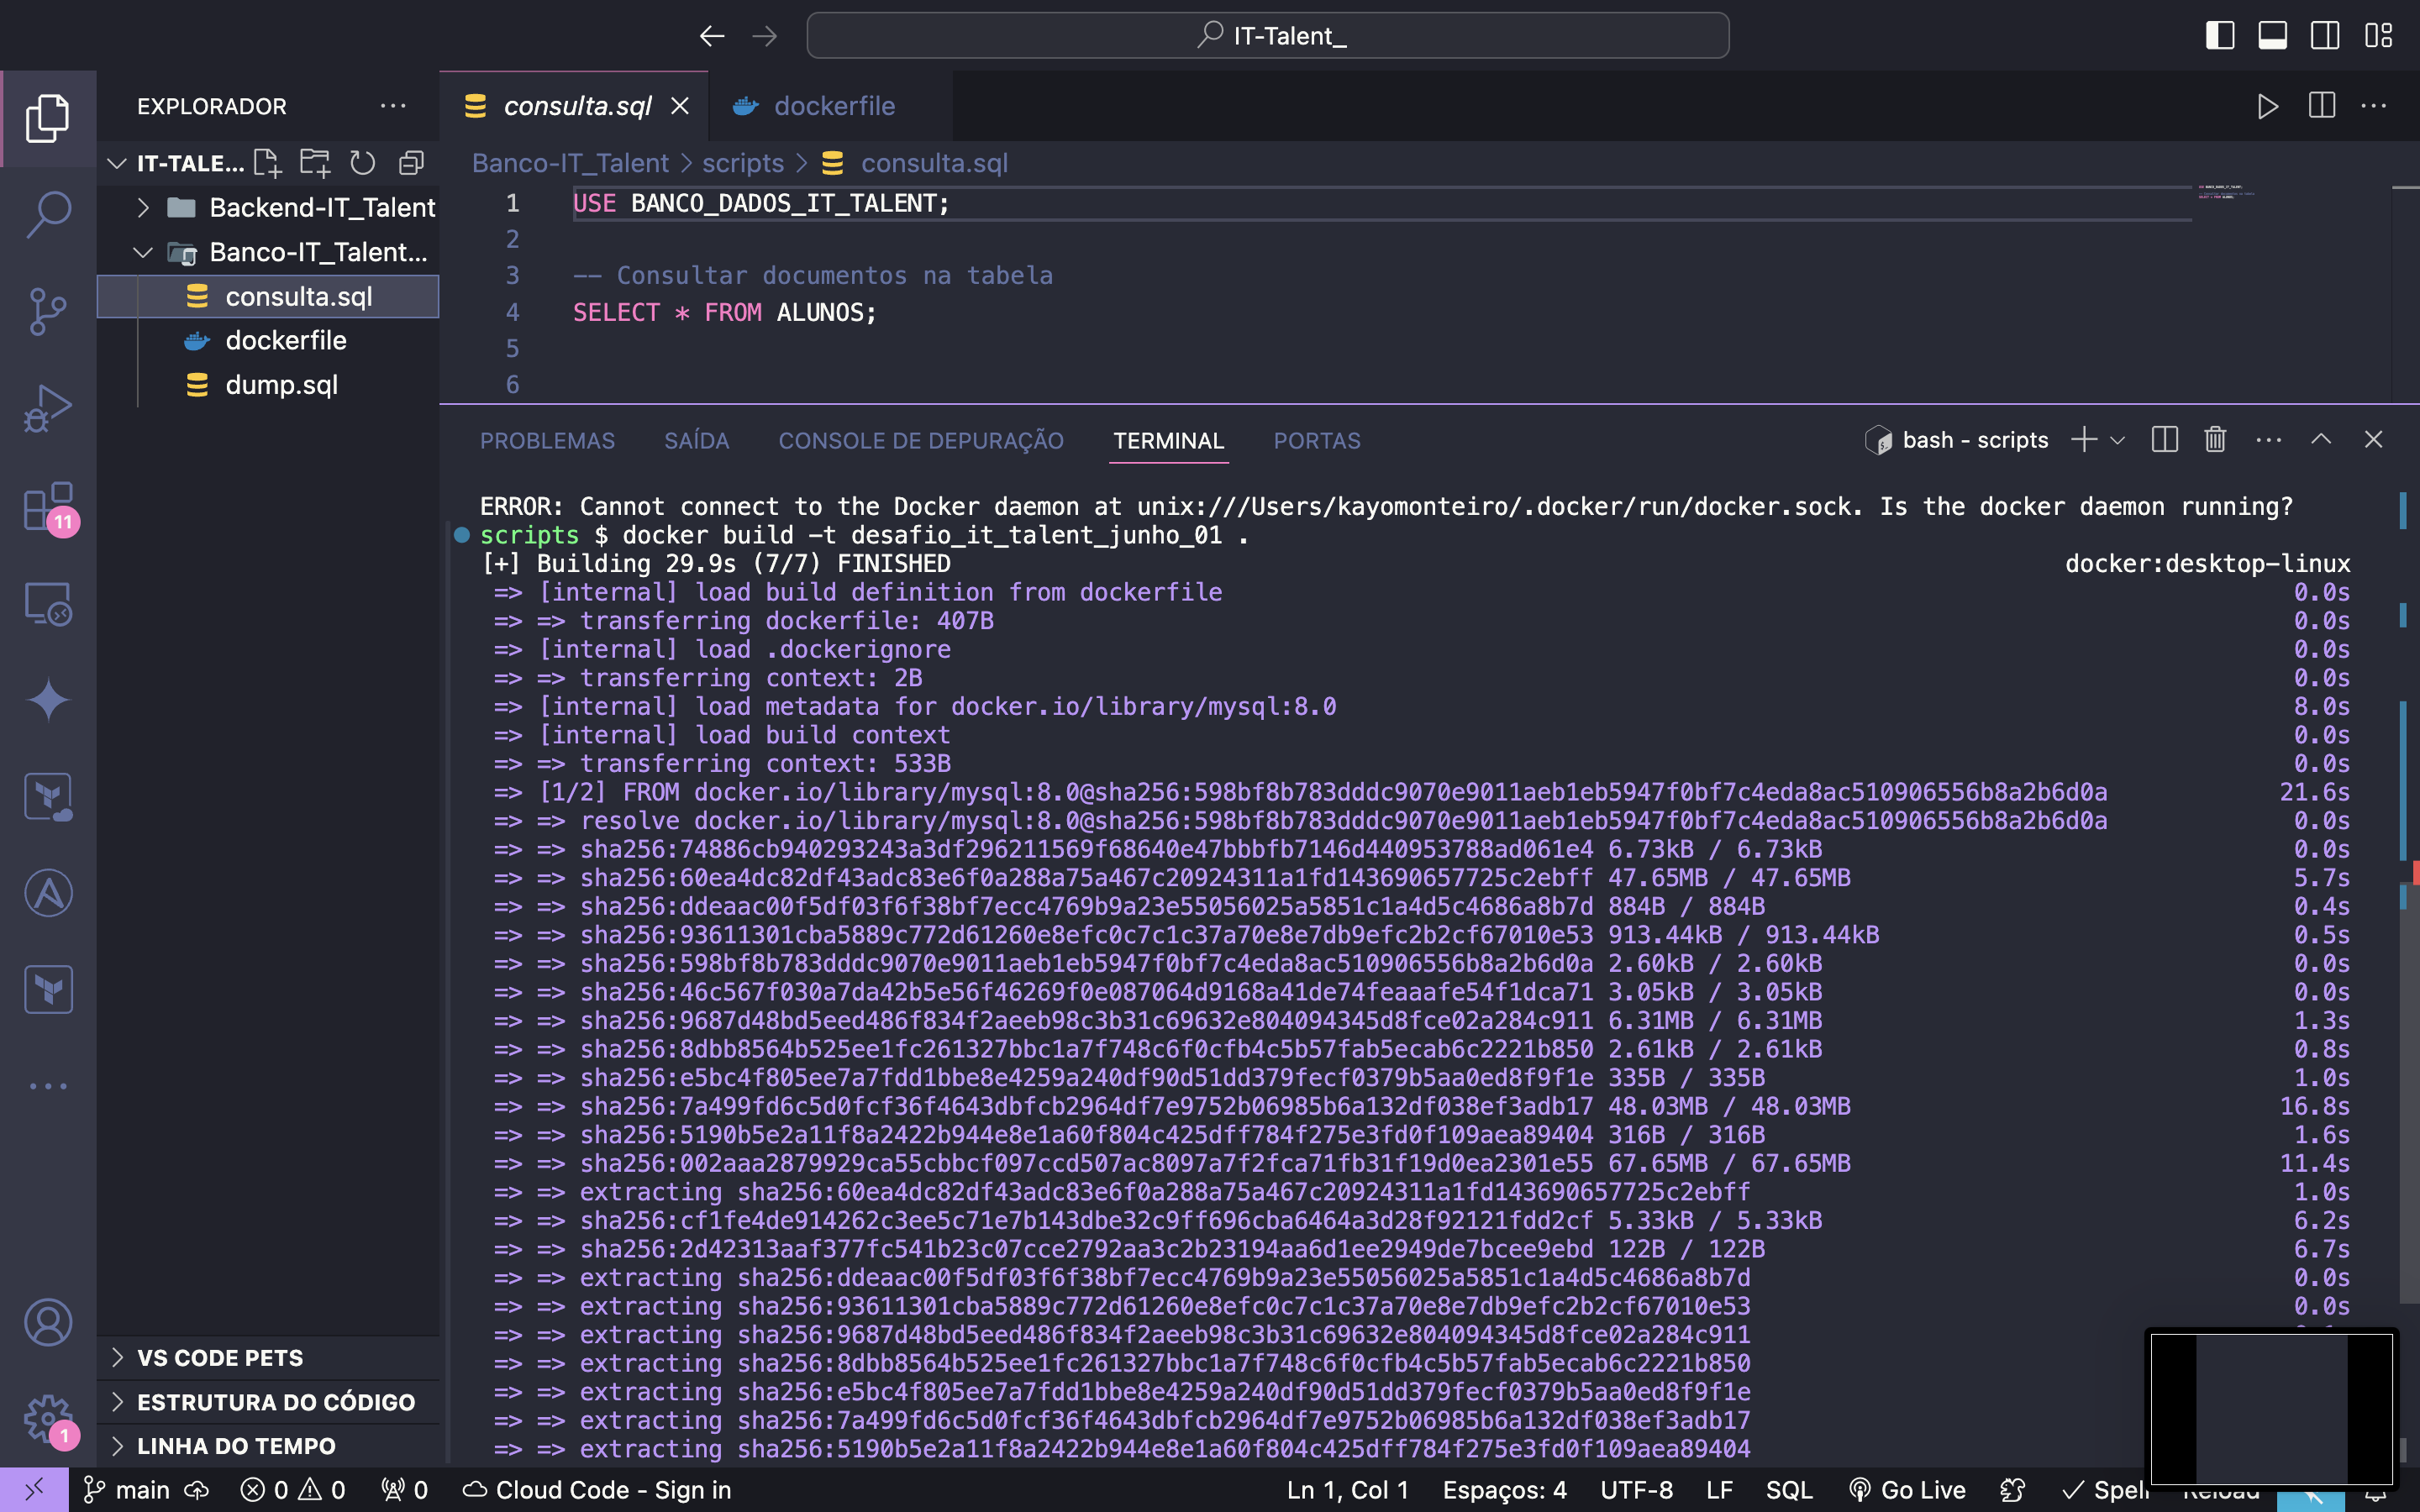 IT-Talent_
EXPLORADOR
IT-TALE...
Backend-IT_Talent
Banco-IT_Talent...
consulta.sql
dockerfile
dump.sql
VS CODE PETS
ESTRUTURA DO CÓDIGO
LINHA DO TEMPO
11
1
consulta.sql
dockerfile
Banco-IT_Talent > scripts > consulta.sql
1 USE BANCO_DADOS_IT_TALENT;
2
3 -- Consultar documentos na tabela
4 SELECT * FROM ALUNOS;
5
6
PROBLEMAS SAÍDA CONSOLE DE DEPURAÇÃO TERMINAL PORTAS
bash - scripts
ERROR: Cannot connect to the Docker daemon at unix:///Users/kayomonteiro/.docker/run/docker.sock. Is the docker daemon running?
scripts $ docker build -t desafio_it_talent_junho_01 .
[+] Building 29.9s (7/7) FINISHED docker:desktop-linux
=> [internal] load build definition from dockerfile 0.0s
=> => transferring dockerfile: 407B 0.0s
=> [internal] load .dockerignore 0.0s
=> => transferring context: 2B 0.0s
=> [internal] load metadata for docker.io/library/mysql:8.0 8.0s
=> [internal] load build context 0.0s
=> => transferring context: 533B 0.0s
=> [1/2] FROM docker.io/library/mysql:8.0@sha256:598bf8b783dddc9070e9011aeb1eb5947f0bf7c4eda8ac510906556b8a2b6d0a 21.6s
=> => resolve docker.io/library/mysql:8.0@sha256:598bf8b783dddc9070e9011aeb1eb5947f0bf7c4eda8ac510906556b8a2b6d0a 0.0s
=> => sha256:74886cb940293243a3df296211569f68640e47bbbfb7146d440953788ad061e4 6.73kB / 6.73kB 0.0s
=> => sha256:60ea4dc82df43adc83e6f0a288a75a467c20924311a1fd143690657725c2ebff 47.65MB / 47.65MB 5.7s
=> => sha256:ddeaac00f5df03f6f38bf7ecc4769b9a23e55056025a5851c1a4d5c4686a8b7d 884B / 884B 0.4s
=> => sha256:93611301cba5889c772d61260e8efc0c7c1c37a70e8e7db9efc2b2cf67010e53 913.44kB / 913.44kB 0.5s
=> => sha256:598bf8b783dddc9070e9011aeb1eb5947f0bf7c4eda8ac510906556b8a2b6d0a 2.60kB / 2.60kB 0.0s
=> => sha256:46c567f030a7da42b5e56f46269f0e087064d9168a41de74feaaafe54f1dca71 3.05kB / 3.05kB 0.0s
=> => sha256:9687d48bd5eed486f834f2aeeb98c3b31c69632e804094345d8fce02a284c911 6.31MB / 6.31MB 1.3s
=> => sha256:8dbb8564b525ee1fc261327bbc1a7f748c6f0cfb4c5b57fab5ecab6c2221b850 2.61kB / 2.61kB 0.8s
=> => sha256:e5bc4f805ee7a7fdd1bbe8e4259a240df90d51dd379fecf0379b5aa0ed8f9f1e 335B / 335B 1.0s
=> => sha256:7a499fd6c5d0fcf36f4643dbfcb2964df7e9752b06985b6a132df038ef3adb17 48.03MB / 48.03MB 16.8s
=> => sha256:5190b5e2a11f8a2422b944e8e1a60f804c425dff784f275e3fd0f109aea89404 316B / 316B 1.6s
=> => sha256:002aaa2879929ca55cbbcf097ccd507ac8097a7f2fca71fb31f19d0ea2301e55 67.65MB / 67.65MB 11.4s
=> => extracting sha256:60ea4dc82df43adc83e6f0a288a75a467c20924311a1fd143690657725c2ebff 1.0s
=> => sha256:cf1fe4de914262c3ee5c71e7b143dbe32c9ff696cba6464a3d28f92121fdd2cf 5.33kB / 5.33kB 6.2s
=> => sha256:2d42313aaf377fc541b23c07cce2792aa3c2b23194aa6d1ee2949de7bcee9ebd 122B / 122B 6.7s
=> => extracting sha256:ddeaac00f5df03f6f38bf7ecc4769b9a23e55056025a5851c1a4d5c4686a8b7d 0.0s
=> => extracting sha256:93611301cba5889c772d61260e8efc0c7c1c37a70e8e7db9efc2b2cf67010e53 0.0s
=> => extracting sha256:9687d48bd5eed486f834f2aeeb98c3b31c69632e804094345d8fce02a284c911
=> => extracting sha256:8dbb8564b525ee1fc261327bbc1a7f748c6f0cfb4c5b57fab5ecab6c2221b850
=> => extracting sha256:e5bc4f805ee7a7fdd1bbe8e4259a240df90d51dd379fecf0379b5aa0ed8f9f1e
=> => extracting sha256:7a499fd6c5d0fcf36f4643dbfcb2964df7e9752b06985b6a132df038ef3adb17
=> => extracting sha256:5190b5e2a11f8a2422b944e8e1a60f804c425dff784f275e3fd0f109aea89404
main 0 0 0 Cloud Code - Sign in Ln 1, Col 1 Espaços: 4 UTF-8 LF SQL Go Live Spell Reload